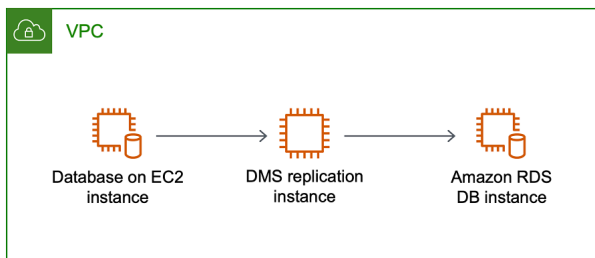 VPC
Database on EC2
instance
DMS replication
instance
Amazon RDS
DB instance